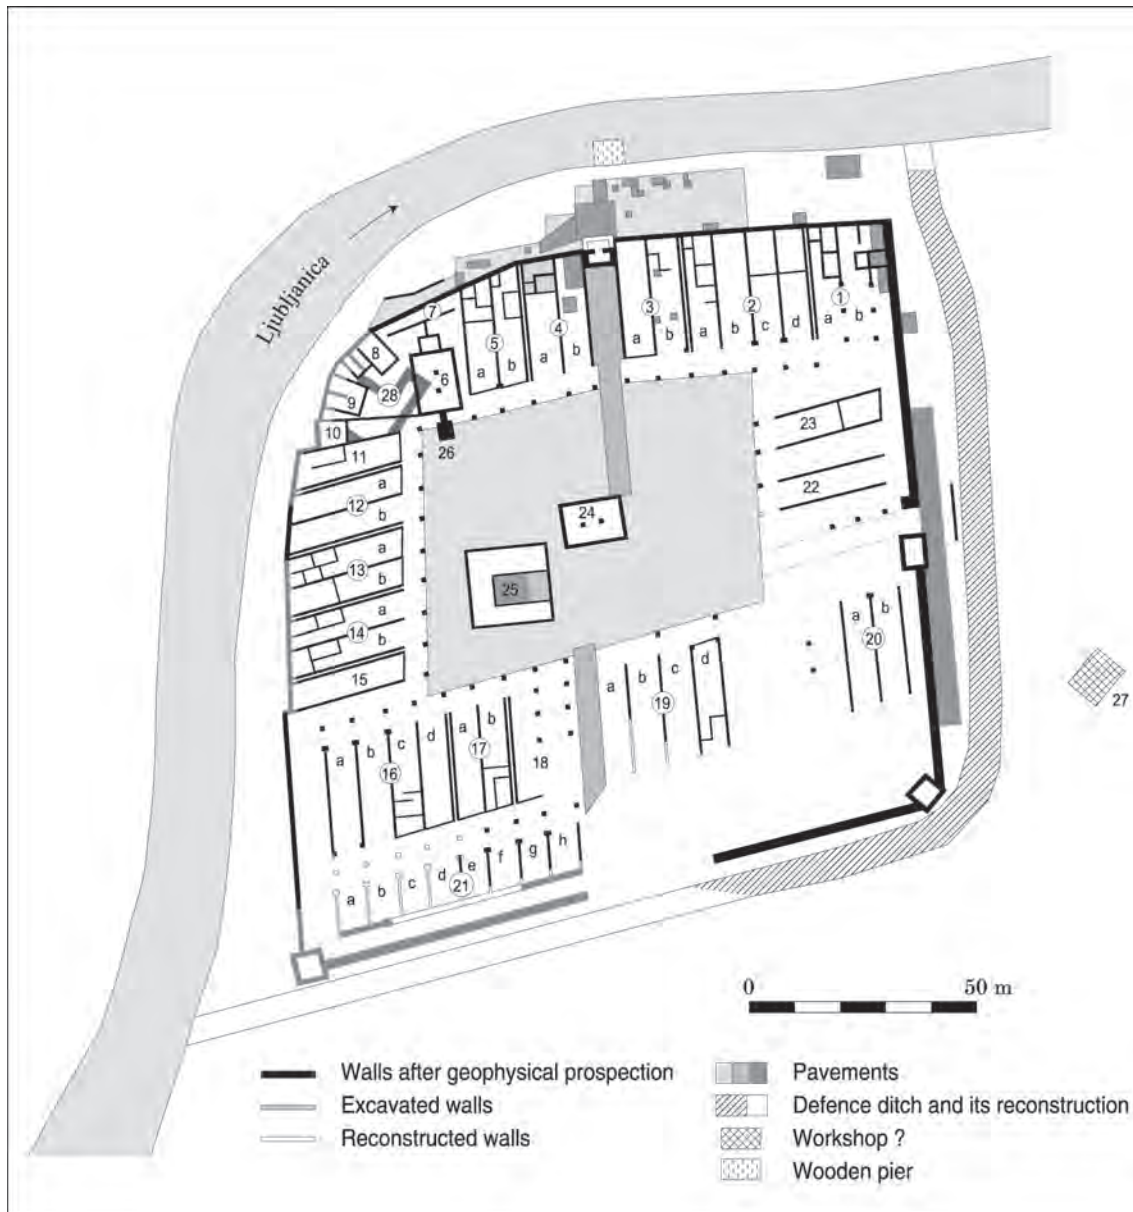 Ljubljanica
7
8
5
4
3
2
1
a
b
a
b
a
b
a
b
c
d
a
b
6
9
28
10
26
11
23
12
a
b
22
24
13
a
b
25
14
a
b
15
20
a
b
27
19
a
b
c
d
16
a
b
c
d
17
a
b
18
21
a
b
c
d
e
f
g
h
0 50 m
Walls after geophysical prospection
Excavated walls
Reconstructed walls
Pavements
Defence ditch and its reconstruction
Workshop ?
Wooden pier